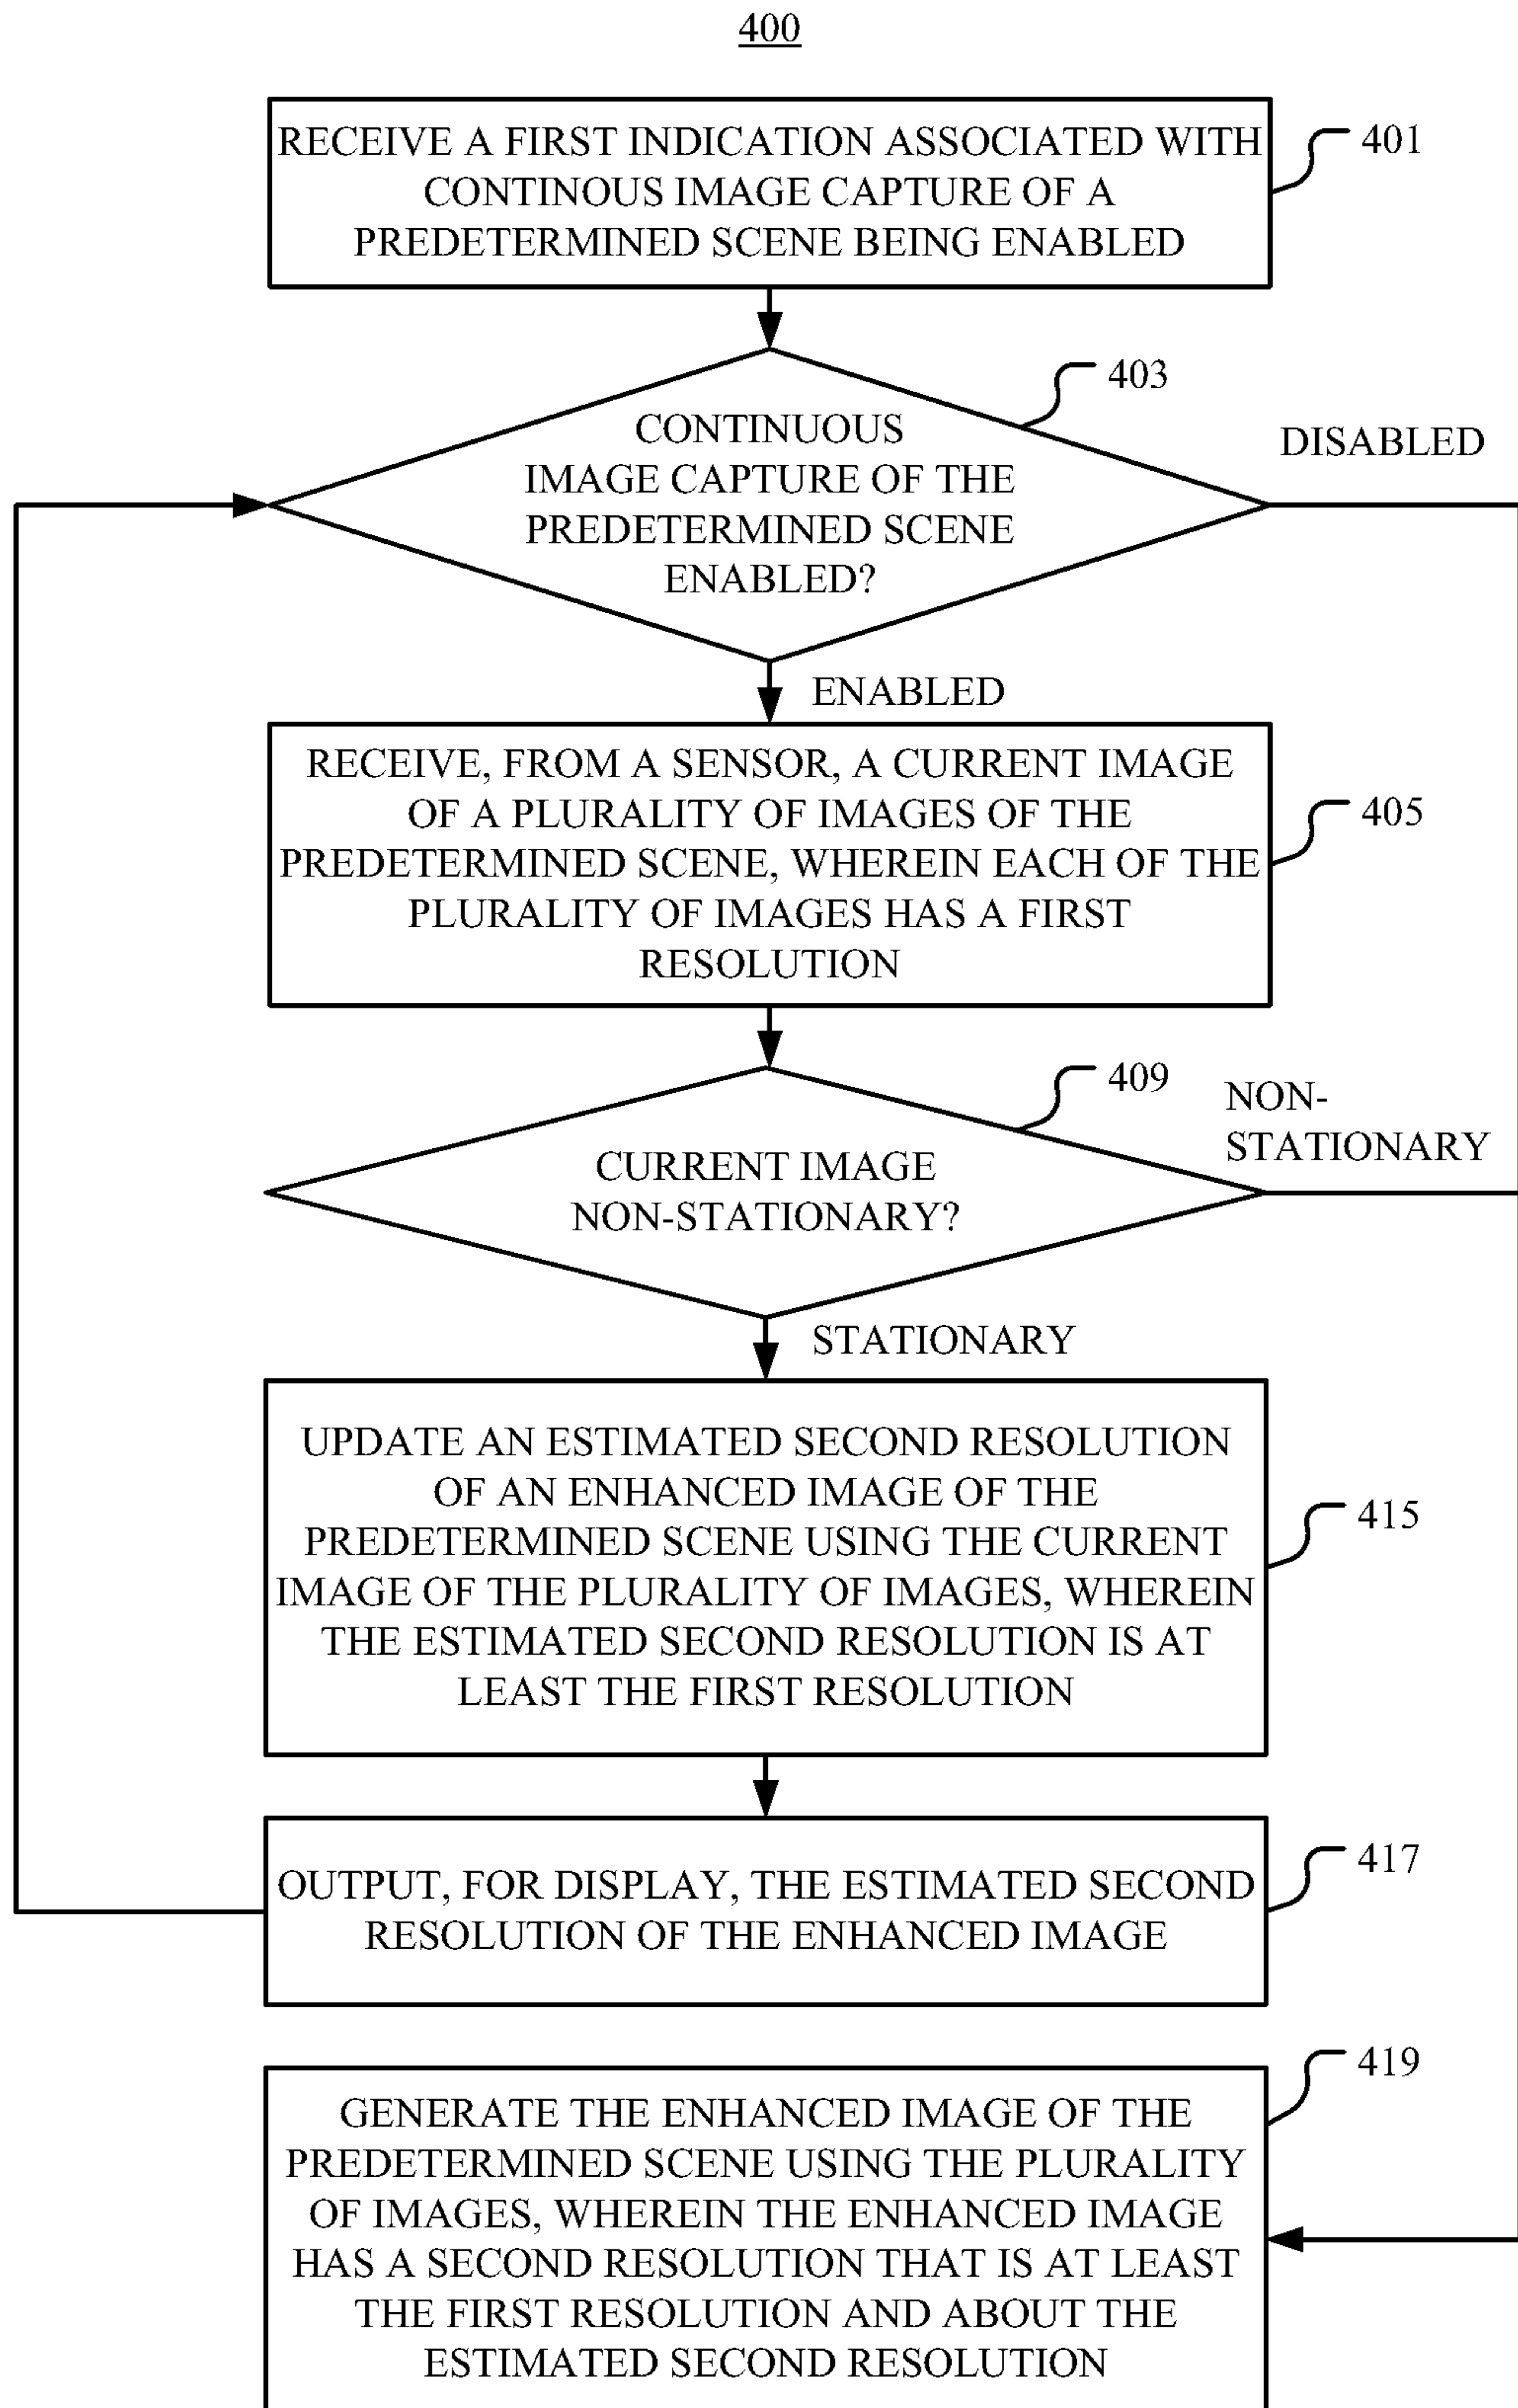 400
RECEIVE A FIRST INDICATION ASSOCIATED WITH
CONTINOUS IMAGE CAPTURE OF A
PREDETERMINED SCENE BEING ENABLED
401
403
CONTINUOUS
IMAGE CAPTURE OF THE
PREDETERMINED SCENE
ENABLED?
DISABLED
ENABLED
RECEIVE, FROM A SENSOR, A CURRENT IMAGE
OF A PLURALITY OF IMAGES OF THE
PREDETERMINED SCENE, WHEREIN EACH OF THE
PLURALITY OF IMAGES HAS A FIRST
RESOLUTION
405
409
CURRENT IMAGE
NON-STATIONARY?
NON-
STATIONARY
STATIONARY
UPDATE AN ESTIMATED SECOND RESOLUTION
OF AN ENHANCED IMAGE OF THE
PREDETERMINED SCENE USING THE CURRENT
IMAGE OF THE PLURALITY OF IMAGES, WHEREIN
THE ESTIMATED SECOND RESOLUTION IS AT
LEAST THE FIRST RESOLUTION
415
OUTPUT, FOR DISPLAY, THE ESTIMATED SECOND
RESOLUTION OF THE ENHANCED IMAGE
417
419
GENERATE THE ENHANCED IMAGE OF THE
PREDETERMINED SCENE USING THE PLURALITY
OF IMAGES, WHEREIN THE ENHANCED IMAGE
HAS A SECOND RESOLUTION THAT IS AT LEAST
THE FIRST RESOLUTION AND ABOUT THE
ESTIMATED SECOND RESOLUTION